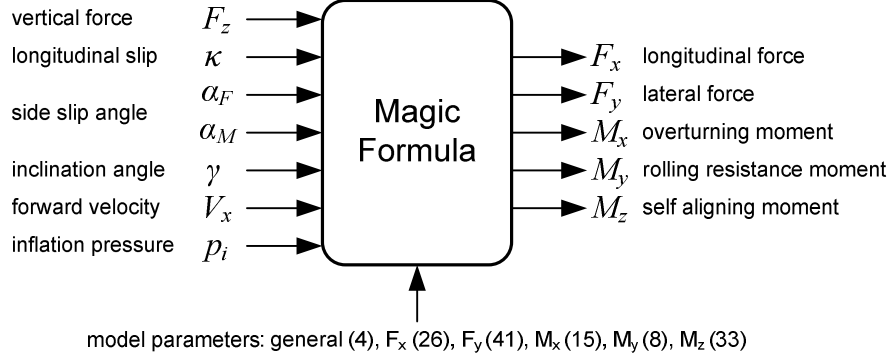 vertical force F_z
longitudinal slip κ F_x longitudinal force
side slip angle α_F F_y lateral force
α_M M_x overturning moment
Magic
Formula
inclination angle γ M_y rolling resistance moment
forward velocity V_x M_z self aligning moment
inflation pressure p_i
model parameters: general (4), F_x (26), F_y (41), M_x (15), M_y (8), M_z (33)